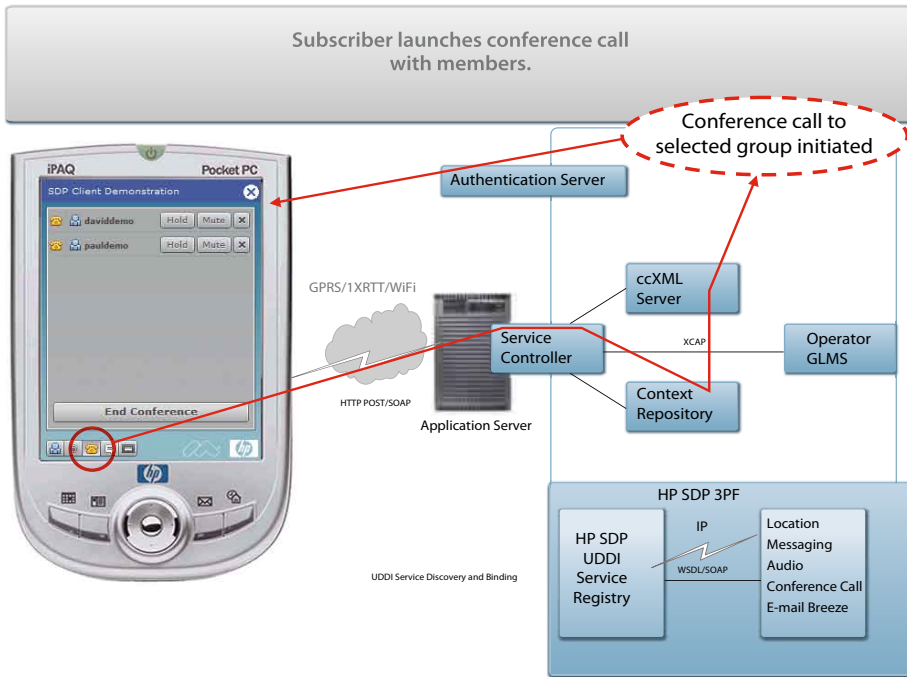 Subscriber launches conference call
with members.
Conference call to
selected group initiated
iPAQ
Pocket PC
SDP Client Demonstration
daviddemo Hold Mute X
pauldemo Hold Mute X
End Conference
hp
hp
GPRS/1XRTT/WiFi
HTTP POST/SOAP
Authentication Server
Application Server
Service
Controller
ccXML
Server
XCAP
Context
Repository
Operator
GLMS
UDDI Service Discovery and Binding
HP SDP 3PF
HP SDP
UDDI
Service
Registry
IP
WSDL/SOAP
Location
Messaging
Audio
Conference Call
E-mail Breeze